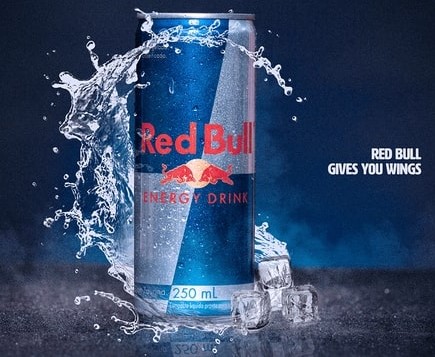 Red Bull
ENERGY DRINK
250 mL
RED BULL
GIVES YOU WINGS